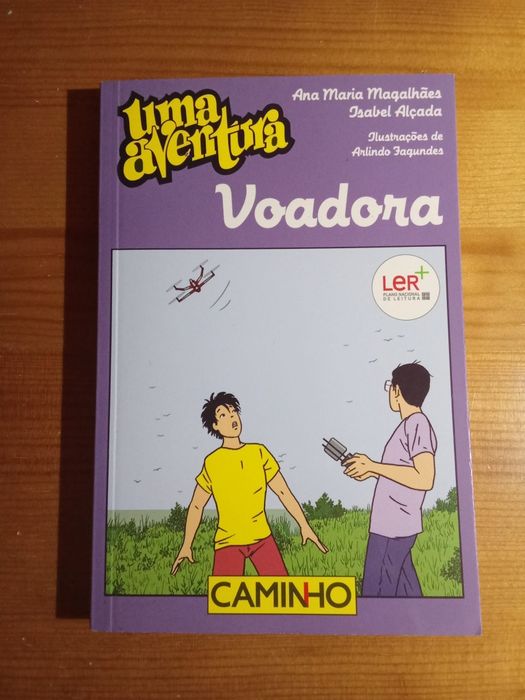 uma
aventura
Ana Maria Magalhães
Isabel Alçada
Ilustrações de
Arlindo Fagundes
Voadora
LER+
PLANO NACIONAL
DE LEITURA
CAMINHO